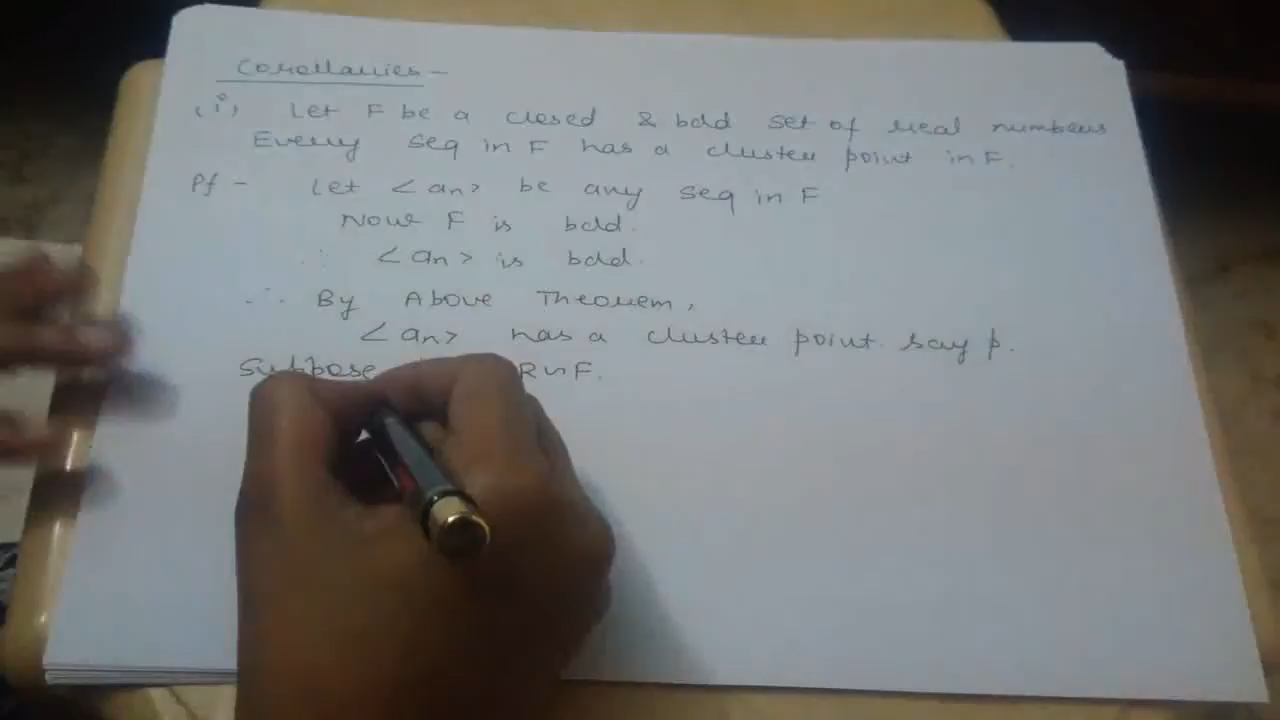 Corollaries -
(i) Let F be a closed & bdd set of real numbers
Every seq in F has a cluster point in F.
Pf - Let <an> be any seq in F
Now F is bdd.
∴ <an> is bdd.
∴ By Above Theorem,
<an> has a cluster point say p.
Suppose R~F.